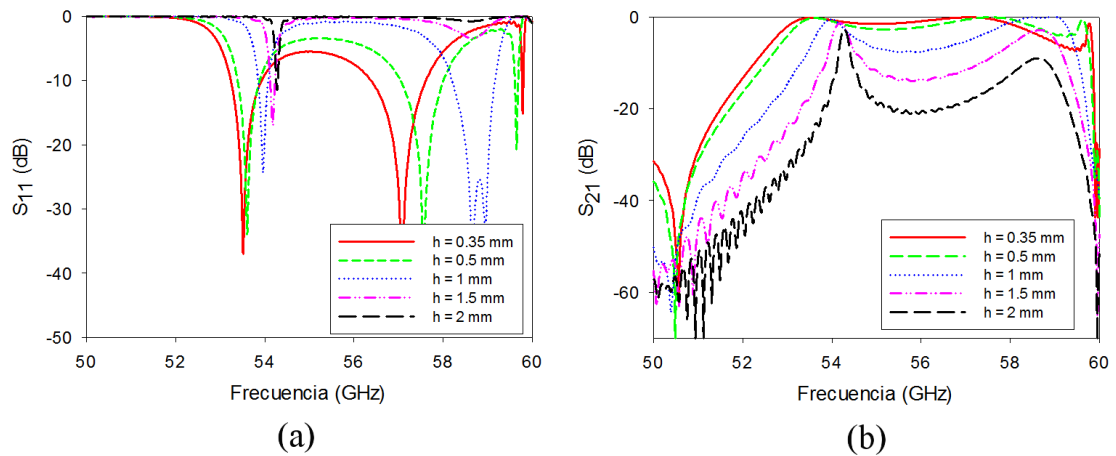 0
-10
-20
-30
-40
-50
S11 (dB)
50 52 54 56 58 60
Frecuencia (GHz)
h = 0.35 mm
h = 0.5 mm
h = 1 mm
h = 1.5 mm
h = 2 mm
(a)
0
-20
-40
-60
S21 (dB)
50 52 54 56 58 60
Frecuencia (GHz)
h = 0.35 mm
h = 0.5 mm
h = 1 mm
h = 1.5 mm
h = 2 mm
(b)